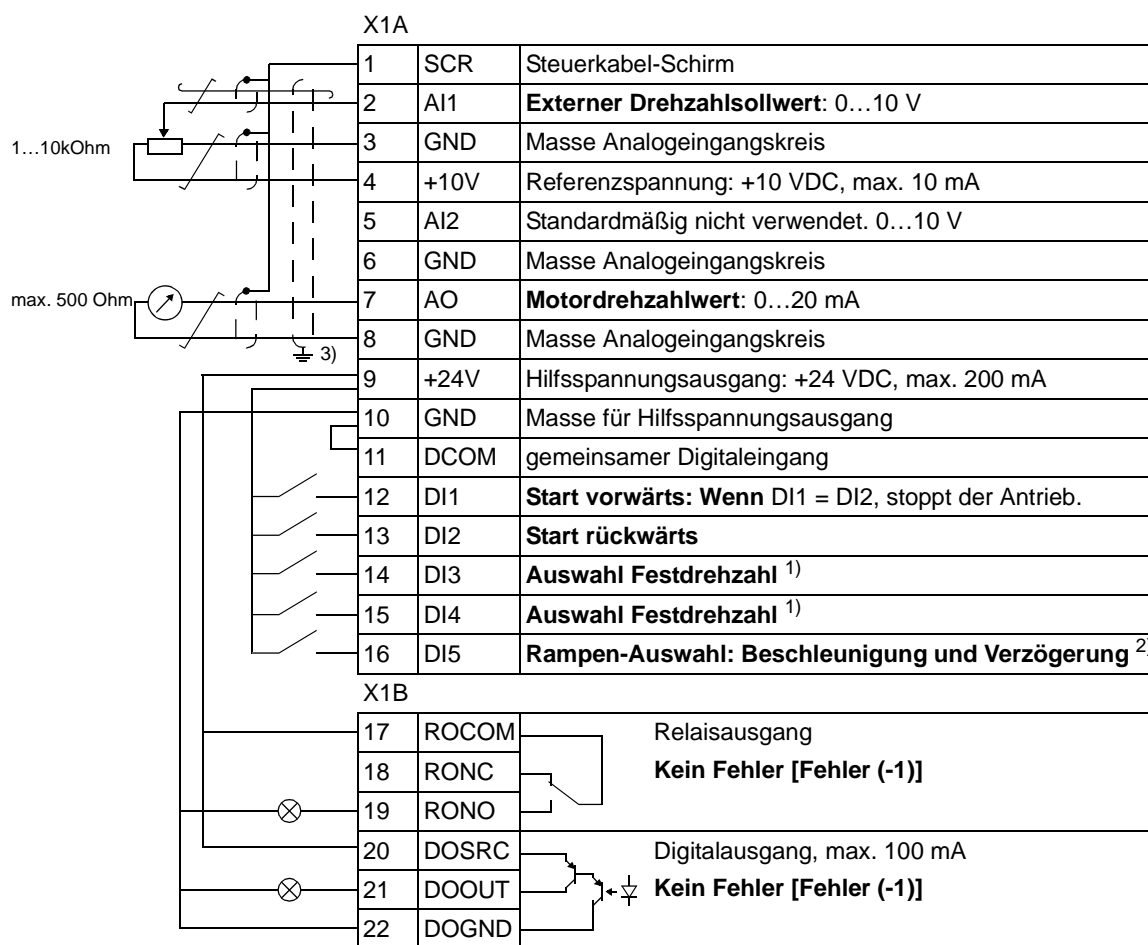 X1A
1 SCR Steuerkabel-Schirm
2 AI1 Externer Drehzahlsollwert: 0…10 V
1…10kOhm
3 GND Masse Analogeingangskreis
4 +10V Referenzspannung: +10 VDC, max. 10 mA
5 AI2 Standardmäßig nicht verwendet. 0…10 V
6 GND Masse Analogeingangskreis
max. 500 Ohm
7 AO Motordrehzahlwert: 0…20 mA
8 GND Masse Analogeingangskreis
3)
9 +24V Hilfsspannungsausgang: +24 VDC, max. 200 mA
10 GND Masse für Hilfsspannungsausgang
11 DCOM gemeinsamer Digitaleingang
12 DI1 Start vorwärts: Wenn DI1 = DI2, stoppt der Antrieb.
13 DI2 Start rückwärts
14 DI3 Auswahl Festdrehzahl 1)
15 DI4 Auswahl Festdrehzahl 1)
16 DI5 Rampen-Auswahl: Beschleunigung und Verzögerung 2)
X1B
17 ROCOM Relaisausgang
18 RONC Kein Fehler [Fehler (-1)]
19 RONO
20 DOSRC Digitalausgang, max. 100 mA
21 DOOUT Kein Fehler [Fehler (-1)]
22 DOGND